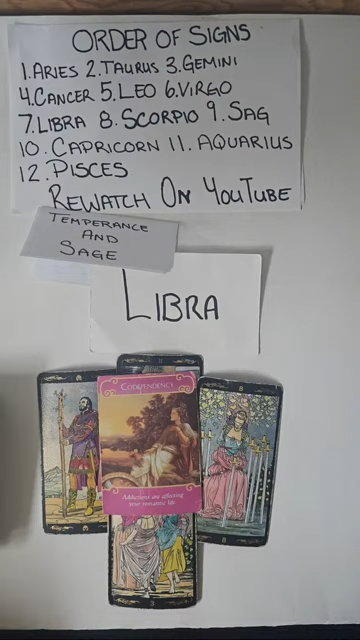 ORDER OF SIGNS
1. ARIES 2. TAURUS 3. GEMINI
4. CANCER 5. LEO 6. VIRGO
7. LIBRA 8. SCORPIO 9. SAG
10. CAPRICORN 11. AQUARIUS
12. PISCES
REWATCH ON YOUTUBE
TEMPERANCE
AND
SAGE
LIBRA
CODEPENDENCY
Addictions are affecting
your romantic life.
8